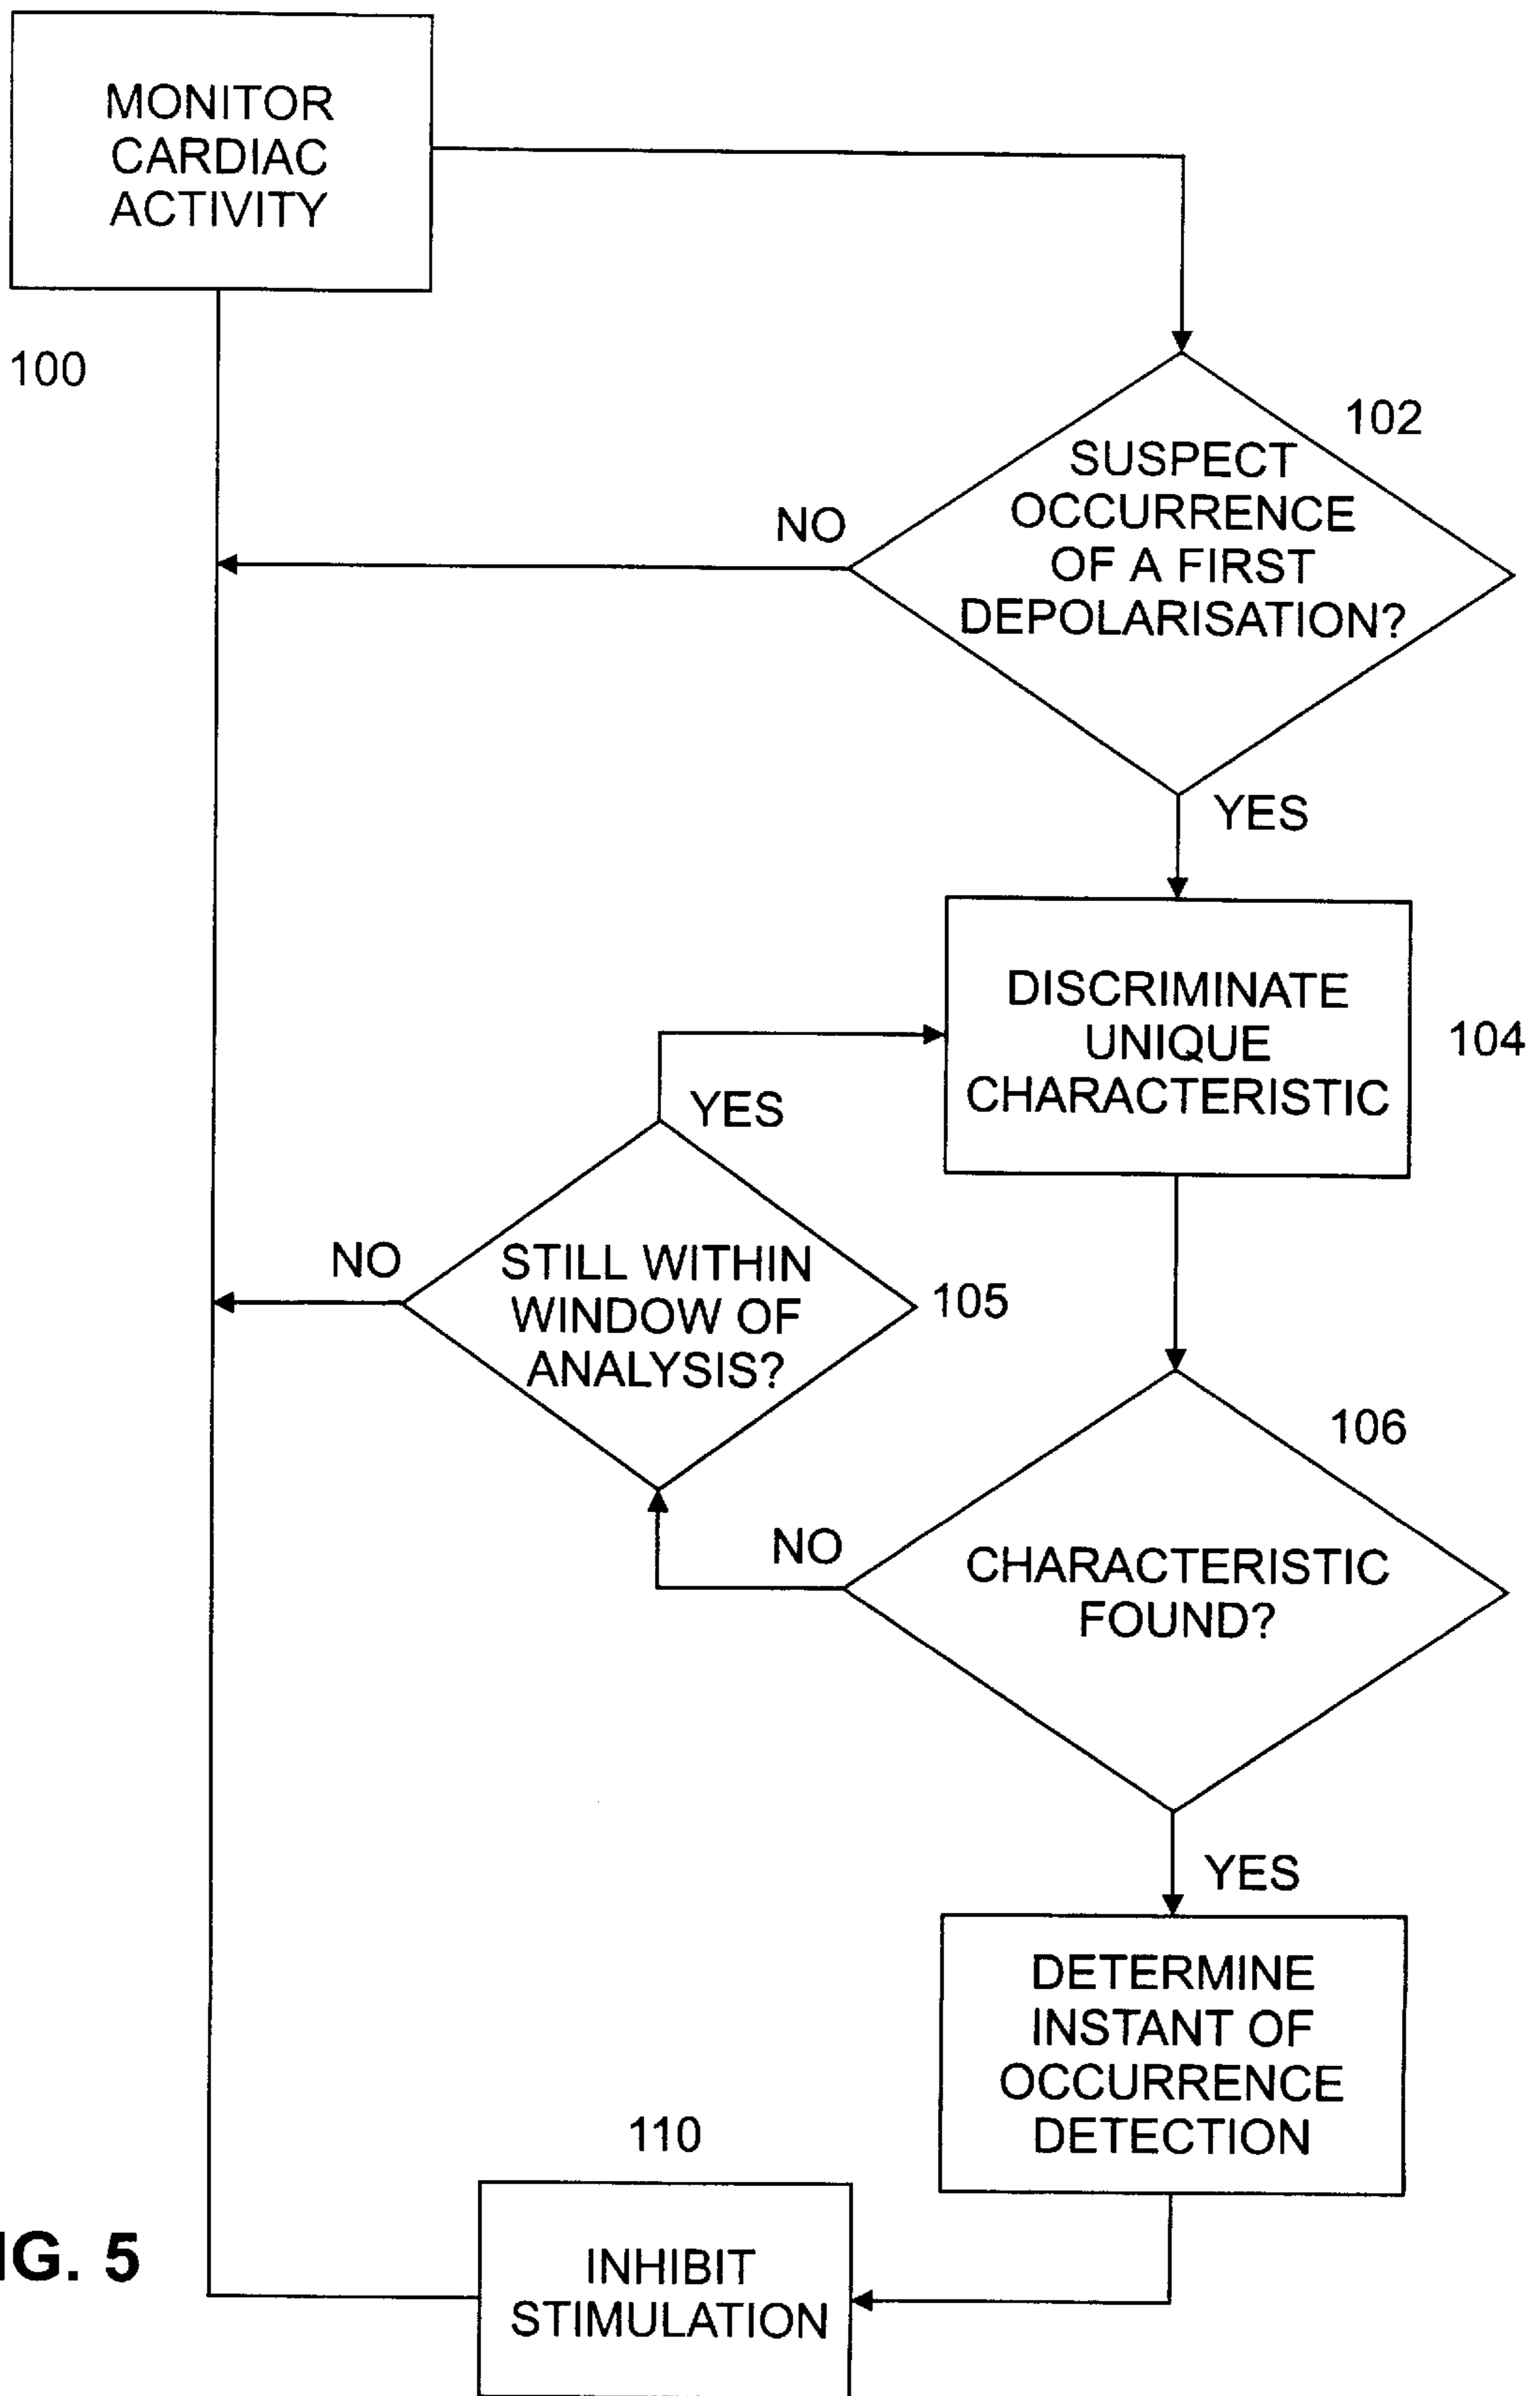 MONITOR
CARDIAC
ACTIVITY
100
102
SUSPECT
OCCURRENCE
OF A FIRST
DEPOLARISATION?
NO
YES
DISCRIMINATE
UNIQUE
CHARACTERISTIC
104
YES
NO
STILL WITHIN
WINDOW OF
ANALYSIS?
105
106
NO
CHARACTERISTIC
FOUND?
YES
DETERMINE
INSTANT OF
OCCURRENCE
DETECTION
110
INHIBIT
STIMULATION
IG. 5